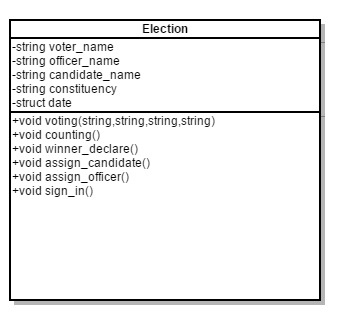 Election
-string voter_name
-string officer_name
-string candidate_name
-string constituency
-struct date
+void voting(string,string,string,string)
+void counting()
+void winner_declare()
+void assign_candidate()
+void assign_officer()
+void sign_in()